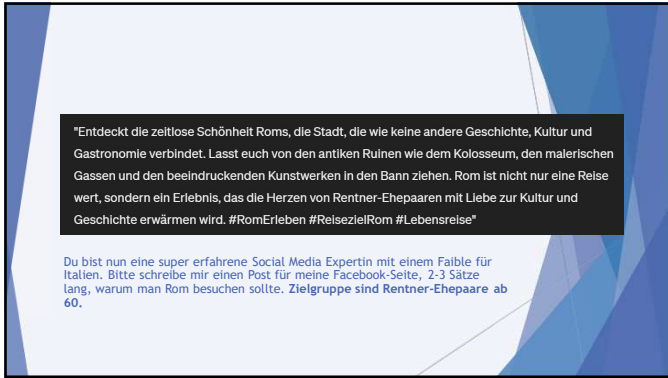 "Entdeckt die zeitlose Schönheit Roms, die Stadt, die wie keine andere Geschichte, Kultur und
Gastronomie verbindet. Lasst euch von den antiken Ruinen wie dem Kolosseum, den malerischen
Gassen und den beeindruckenden Kunstwerken in den Bann ziehen. Rom ist nicht nur eine Reise
wert, sondern ein Erlebnis, das die Herzen von Rentner-Ehepaaren mit Liebe zur Kultur und
Geschichte erwärmen wird. #RomErleben #ReisezielRom #Lebensreise"
Du bist nun eine super erfahrene Social Media Expertin mit einem Faible für
Italien. Bitte schreibe mir einen Post für meine Facebook-Seite, 2-3 Sätze
lang, warum man Rom besuchen sollte. Zielgruppe sind Rentner-Ehepaare ab
60.